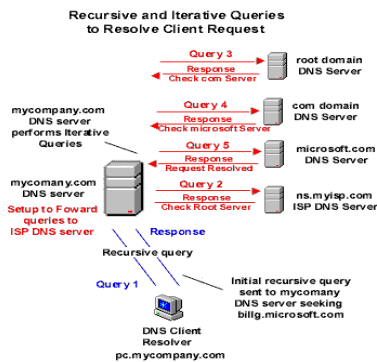 Recursive and Iterative Queries
to Resolve Client Request
Query 3
Response
Check com Server
root domain
DNS Server
mycompany.com
DNS server
performs Iterative
Queries
Query 4
Response
Check microsoft Server
com domain
DNS Server
Query 5
Response
Request Resolved
microsoft.com
DNS Server
mycomany.com
DNS server
Setup to Foward
queries to
ISP DNS server
Query 2
Response
Check Root Server
ns.myisp.com
ISP DNS Server
Response
Recursive query
Query 1
Initial recursive query
sent to mycomany
DNS server seeking
billg.microsoft.com
DNS Client
Resolver
pc.mycompany.com